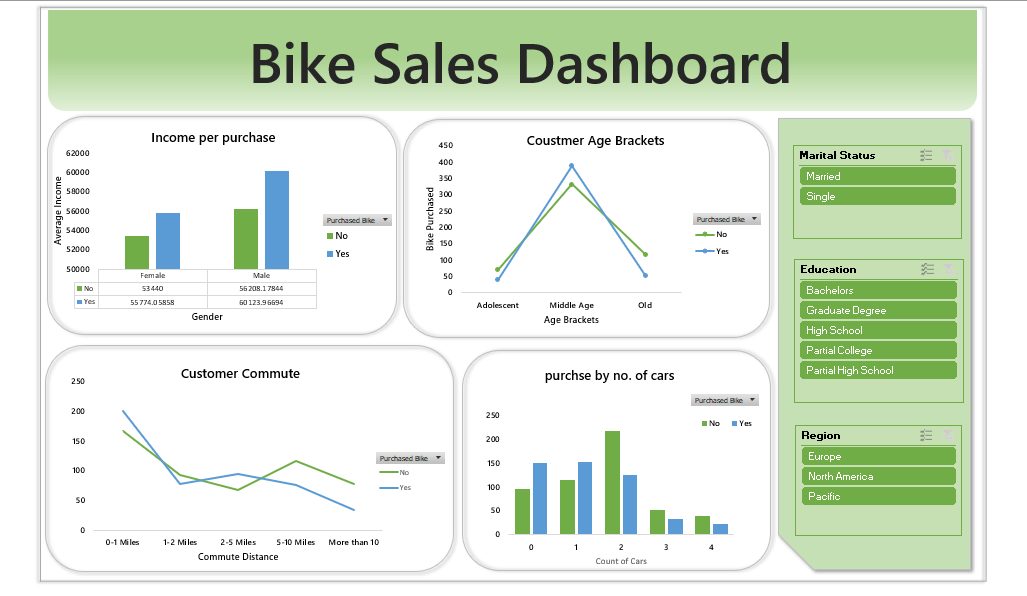 Bike Sales Dashboard
Income per purchase
62000
60000
58000
56000
54000
52000
50000
Average Income
Female Male
No 53440 56208.17844
Yes 55774.05858 60123.96694
Gender
Purchased Bike
No
Yes
Coustmer Age Brackets
450
400
350
300
250
200
150
100
50
0
Bike Purchased
Adolescent Middle Age Old
Age Brackets
Purchased Bike
No
Yes
Customer Commute
250
200
150
100
50
0
0-1 Miles 1-2 Miles 2-5 Miles 5-10 Miles More than 10
Commute Distance
Purchased Bike
No
Yes
purchse by no. of cars
Purchased Bike
No Yes
250
200
150
100
50
0
0 1 2 3 4
Count of Cars
Marital Status
Married
Single
Education
Bachelors
Graduate Degree
High School
Partial College
Partial High School
Region
Europe
North America
Pacific